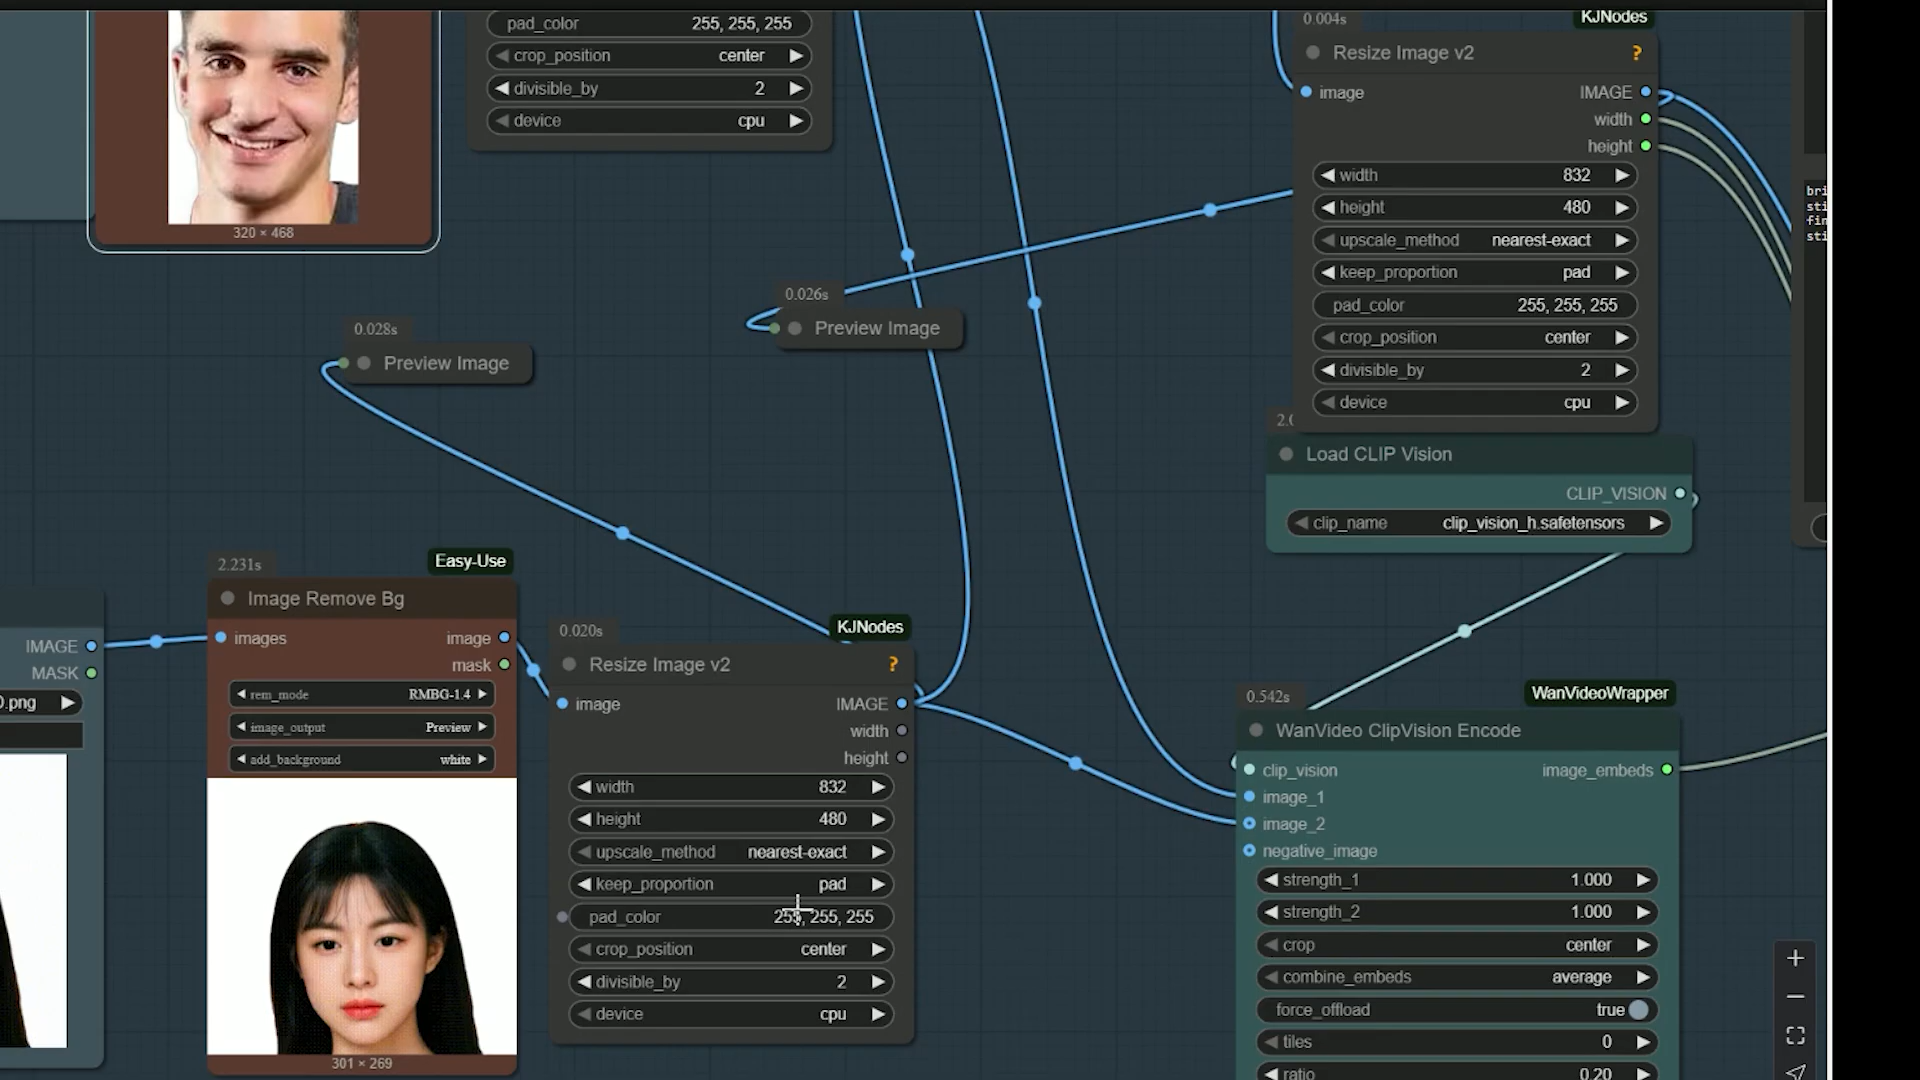 pad_color 255, 255, 255
crop_position center
divisible_by 2
device cpu
320 × 468
0.004s
KJNodes
Resize Image v2 ?
image IMAGE
width
height
width 832
height 480
upscale_method nearest-exact
keep_proportion pad
pad_color 255, 255, 255
crop_position center
divisible_by 2
device cpu
bri
sti
fin
sti
0.026s
Preview Image
0.028s
Preview Image
Load CLIP Vision
CLIP_VISION
clip_name clip_vision_h.safetensors
IMAGE
MASK
.png
2.231s
Easy-Use
Image Remove Bg
images image
mask
rem_mode RMBG-1.4
image_output Preview
add_background white
301 × 269
0.020s
KJNodes
Resize Image v2 ?
image IMAGE
width
height
width 832
height 480
upscale_method nearest-exact
keep_proportion pad
pad_color 255, 255, 255
crop_position center
divisible_by 2
device cpu
0.542s
WanVideoWrapper
WanVideo ClipVision Encode
clip_vision image_embeds
image_1
image_2
negative_image
strength_1 1.000
strength_2 1.000
crop center
combine_embeds average
force_offload true
tiles 0
ratio 0.20